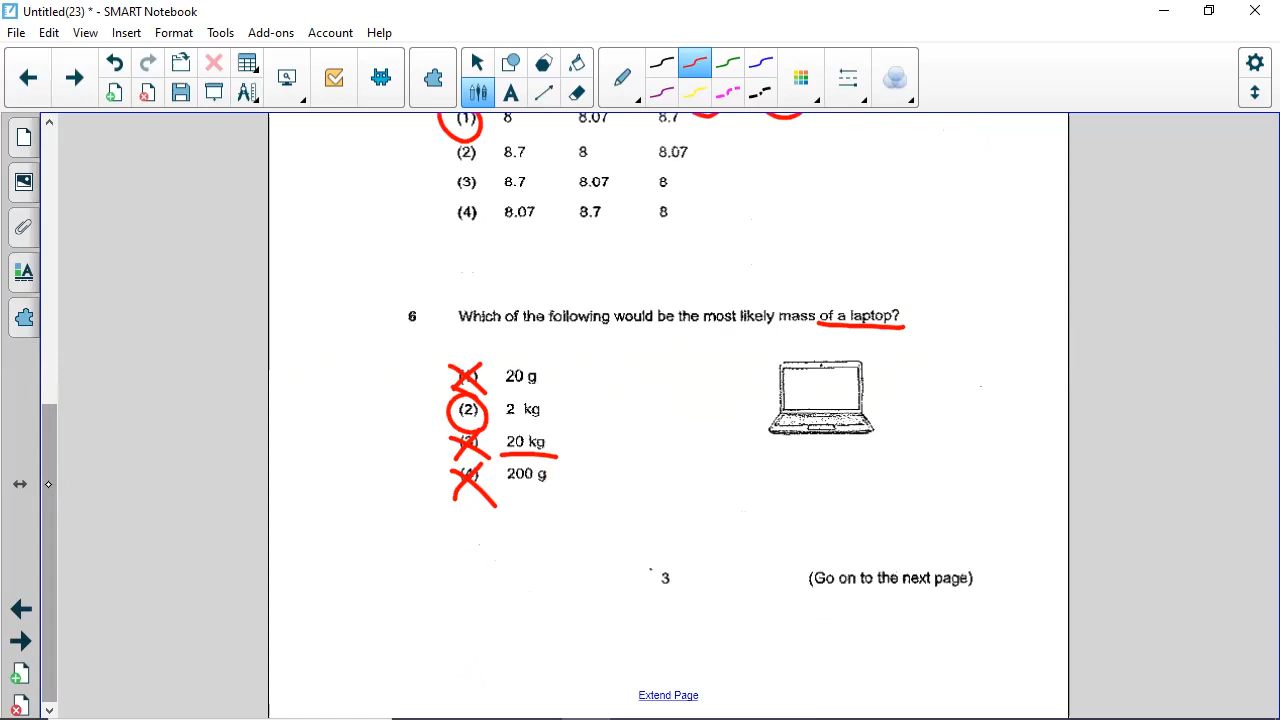 Untitled(23) * - SMART Notebook
File Edit View Insert Format Tools Add-ons Account Help
(1) 8 8.07 8.7
(2) 8.7 8 8.07
(3) 8.7 8.07 8
(4) 8.07 8.7 8
6 Which of the following would be the most likely mass of a laptop?
(1) 20 g
(2) 2 kg
(3) 20 kg
(4) 200 g
3 (Go on to the next page)
Extend Page